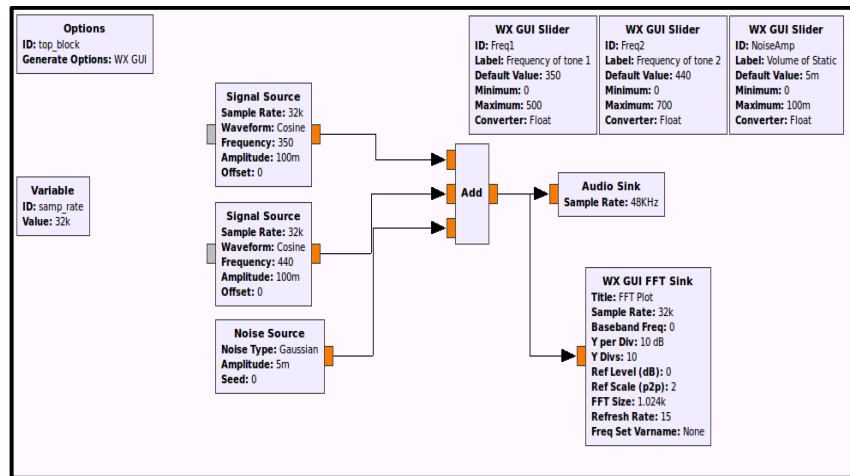 Options
ID: top_block
Generate Options: WX GUI
WX GUI Slider
ID: Freq1
Label: Frequency of tone 1
Default Value: 350
Minimum: 0
Maximum: 500
Converter: Float
WX GUI Slider
ID: Freq2
Label: Frequency of tone 2
Default Value: 440
Minimum: 0
Maximum: 700
Converter: Float
WX GUI Slider
ID: NoiseAmp
Label: Volume of Static
Default Value: 5m
Minimum: 0
Maximum: 100m
Converter: Float
Signal Source
Sample Rate: 32k
Waveform: Cosine
Frequency: 350
Amplitude: 100m
Offset: 0
Variable
ID: samp_rate
Value: 32k
Signal Source
Sample Rate: 32k
Waveform: Cosine
Frequency: 440
Amplitude: 100m
Offset: 0
Noise Source
Noise Type: Gaussian
Amplitude: 5m
Seed: 0
Add
Audio Sink
Sample Rate: 48KHz
WX GUI FFT Sink
Title: FFT Plot
Sample Rate: 32k
Baseband Freq: 0
Y per Div: 10 dB
Y Divs: 10
Ref Level (dB): 0
Ref Scale (p2p): 2
FFT Size: 1.024k
Refresh Rate: 15
Freq Set Varname: None